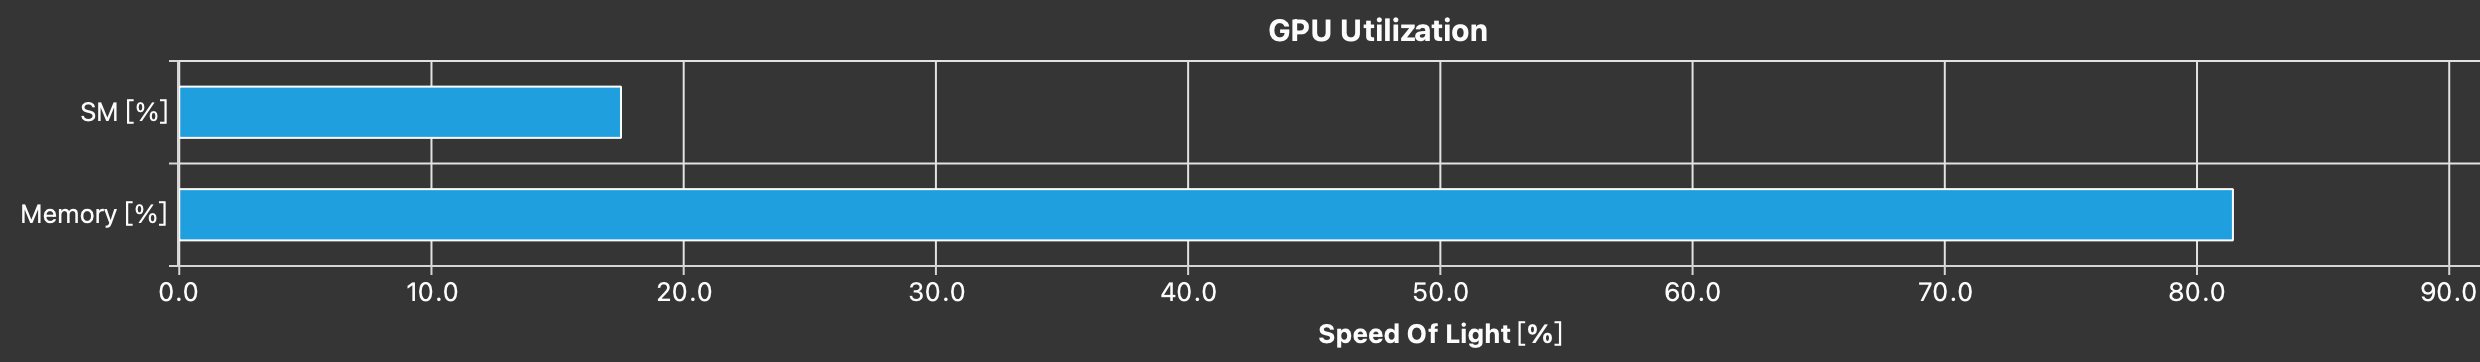 GPU Utilization
SM [%]
Memory [%]
0.0 10.0 20.0 30.0 40.0 50.0 60.0 70.0 80.0 90.0
Speed Of Light [%]